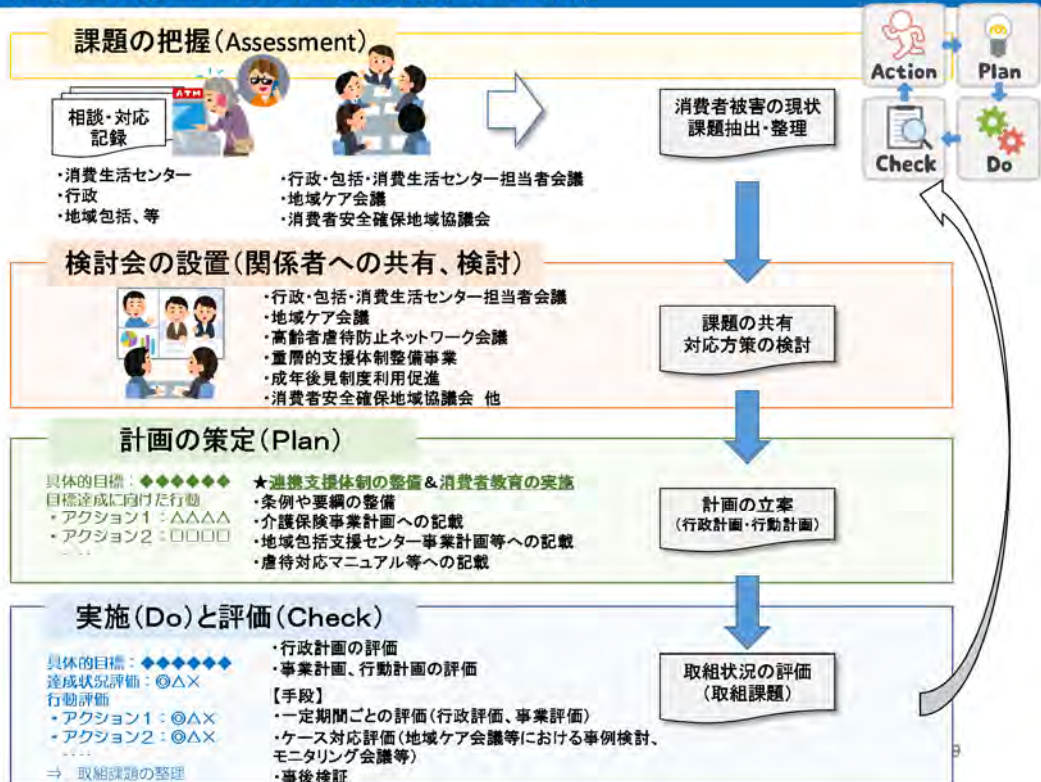 課題の把握(Assessment)
Action
Plan
Check
Do
ATM
相談・対応
記録
・消費生活センター
・行政
・地域包括、等
・行政・包括・消費生活センター担当者会議
・地域ケア会議
・消費者安全確保地域協議会
消費者被害の現状
課題抽出・整理
検討会の設置(関係者への共有、検討)
・行政・包括・消費生活センター担当者会議
・地域ケア会議
・高齢者虐待防止ネットワーク会議
・重層的支援体制整備事業
・成年後見制度利用促進
・消費者安全確保地域協議会 他
課題の共有
対応方策の検討
計画の策定(Plan)
具体的目標:◆◆◆◆◆◆
目標達成に向けた行動
・アクション1:△△△△
・アクション2:□□□□
‥‥
★連携支援体制の整備&消費者教育の実施
・条例や要綱の整備
・介護保険事業計画への記載
・地域包括支援センター事業計画等への記載
・虐待対応マニュアル等への記載
計画の立案
(行政計画・行動計画)
実施(Do)と評価(Check)
具体的目標:◆◆◆◆◆◆
達成状況評価:◎△×
行動評価
・アクション1:◎△×
・アクション2:◎△×
‥‥
⇒ 取組課題の整理
・行政計画の評価
・事業計画、行動計画の評価
【手段】
・一定期間ごとの評価(行政評価、事業評価)
・ケース対応評価(地域ケア会議等における事例検討、
モニタリング会議等)
・事後検証
取組状況の評価
(取組課題)